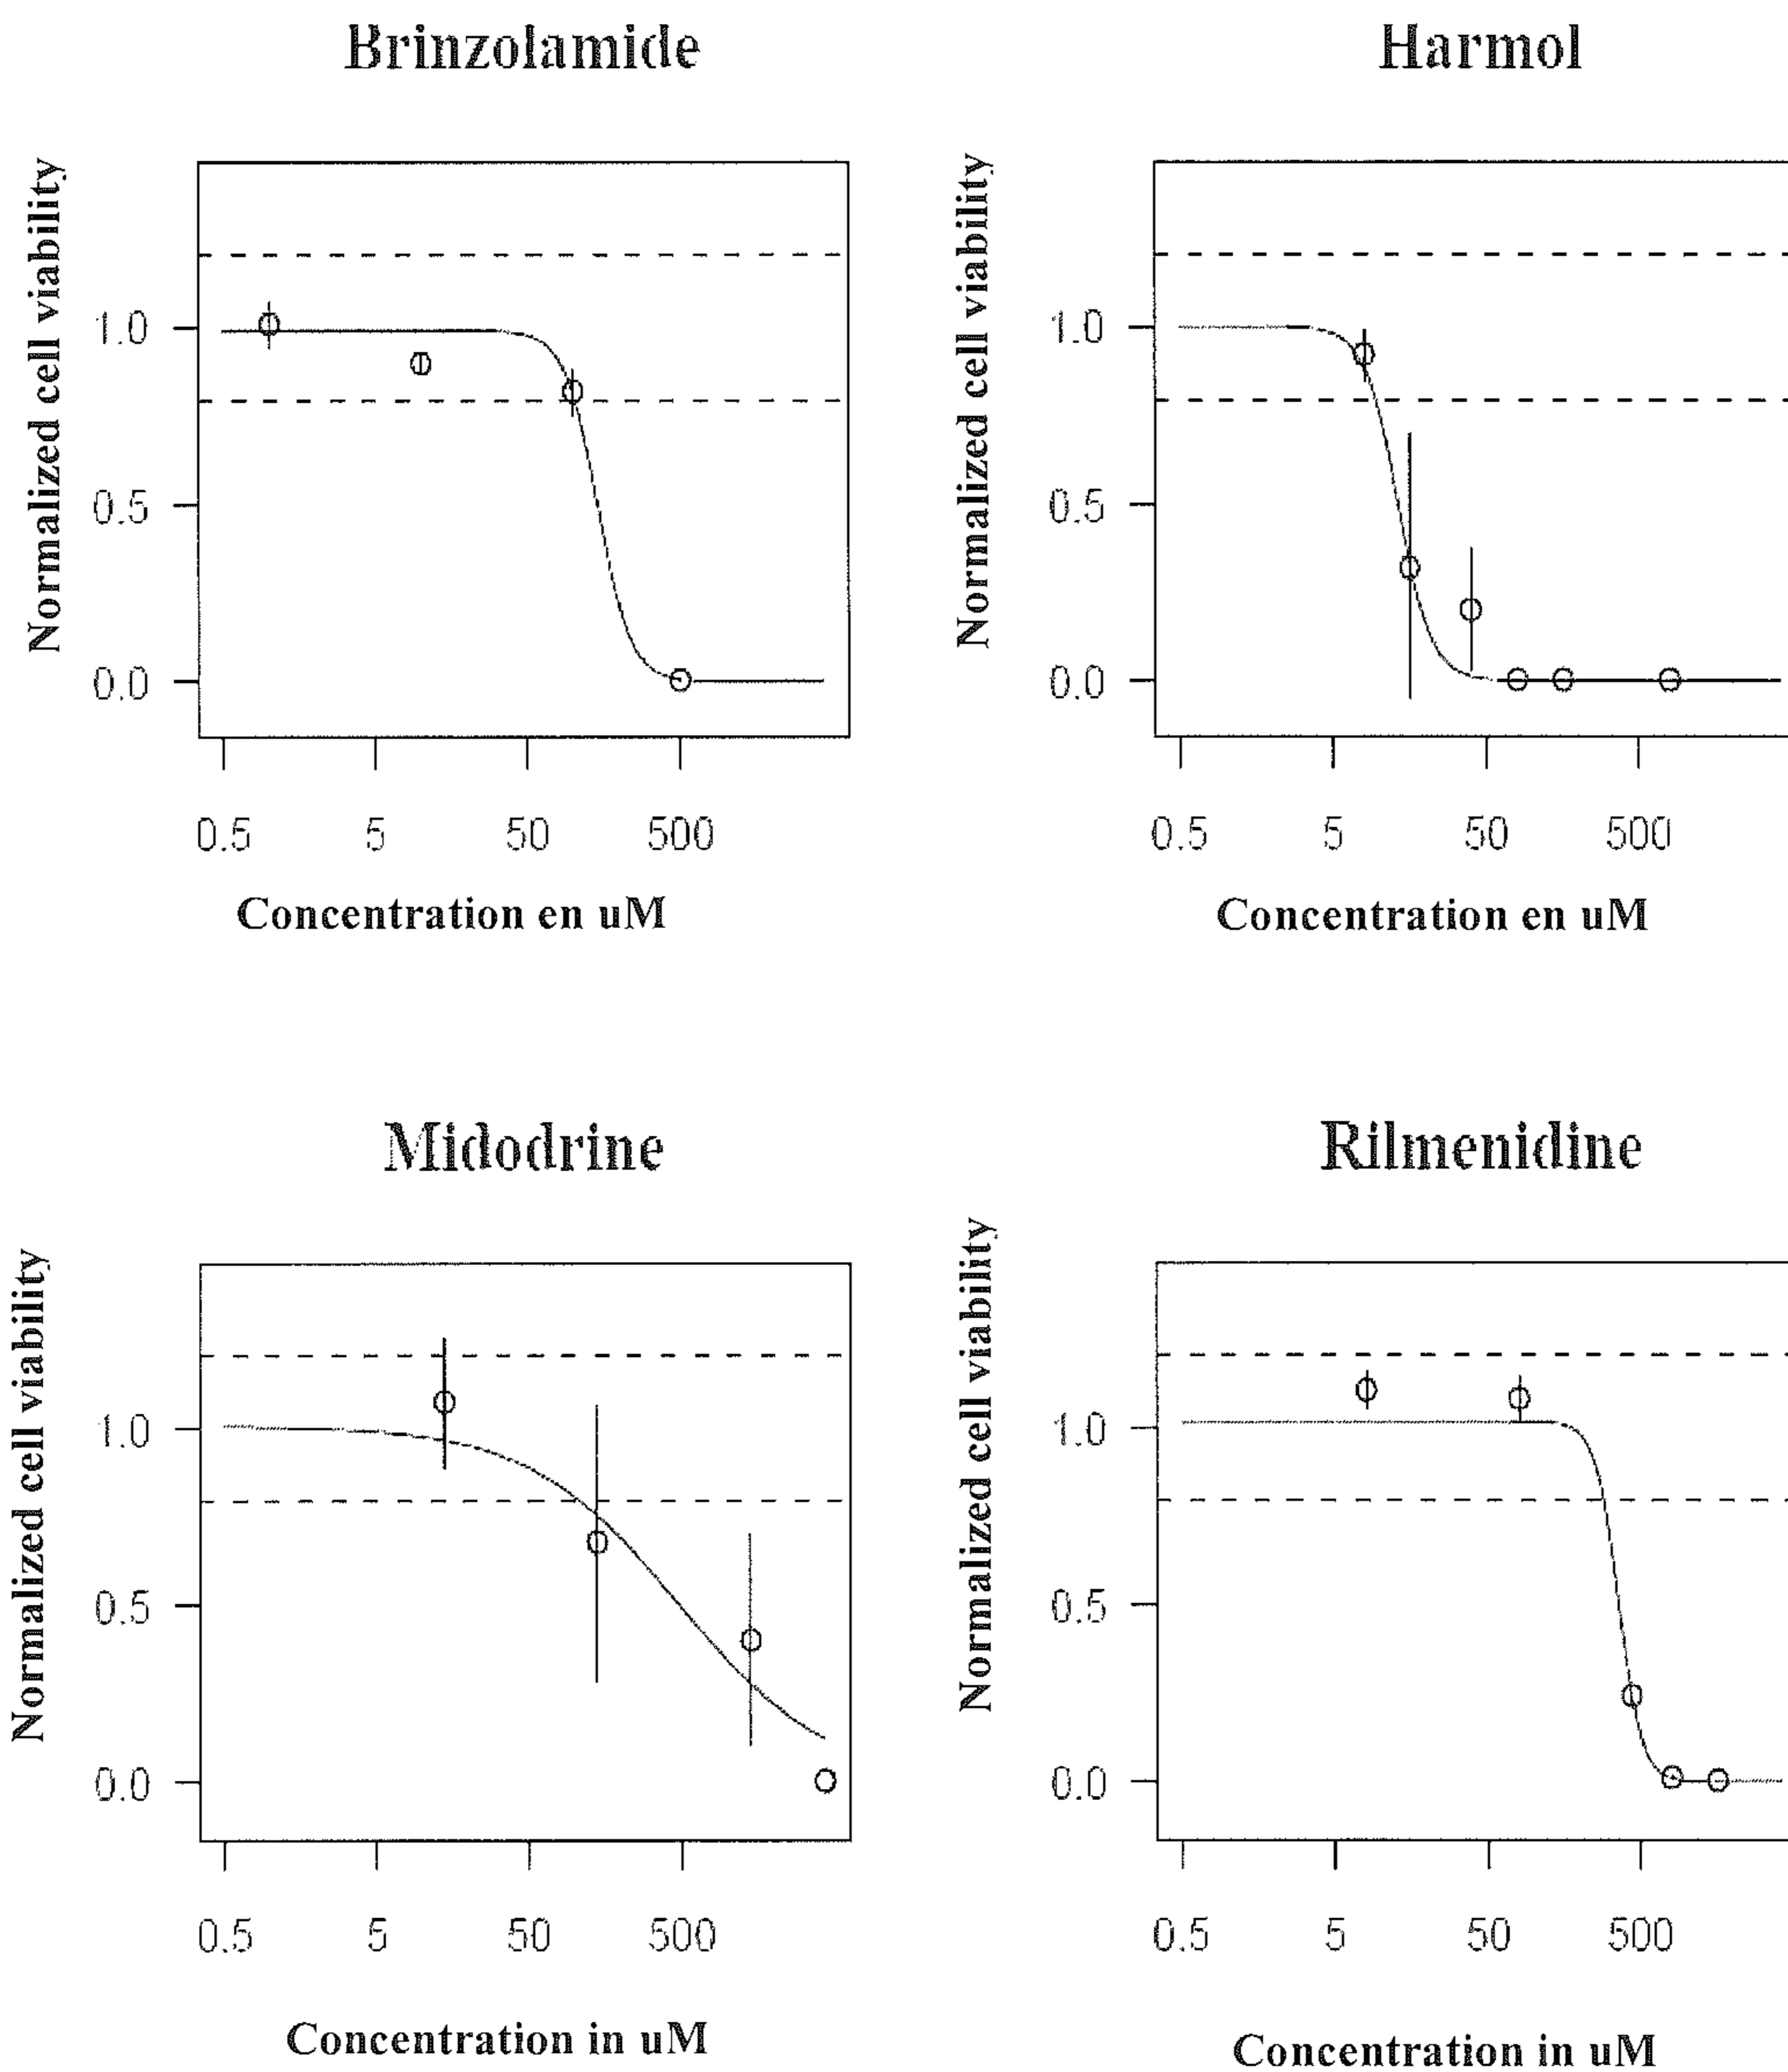 Brinzolamide
Normalized cell viability
1.0
0.5
0.0
0.5 5 50 500
Concentration en uM
Harmol
Normalized cell viability
1.0
0.5
0.0
0.5 5 50 500
Concentration en uM
Midodrine
Normalized cell viability
1.0
0.5
0.0
0.5 5 50 500
Concentration in uM
Rilmenidine
Normalized cell viability
1.0
0.5
0.0
0.5 5 50 500
Concentration in uM